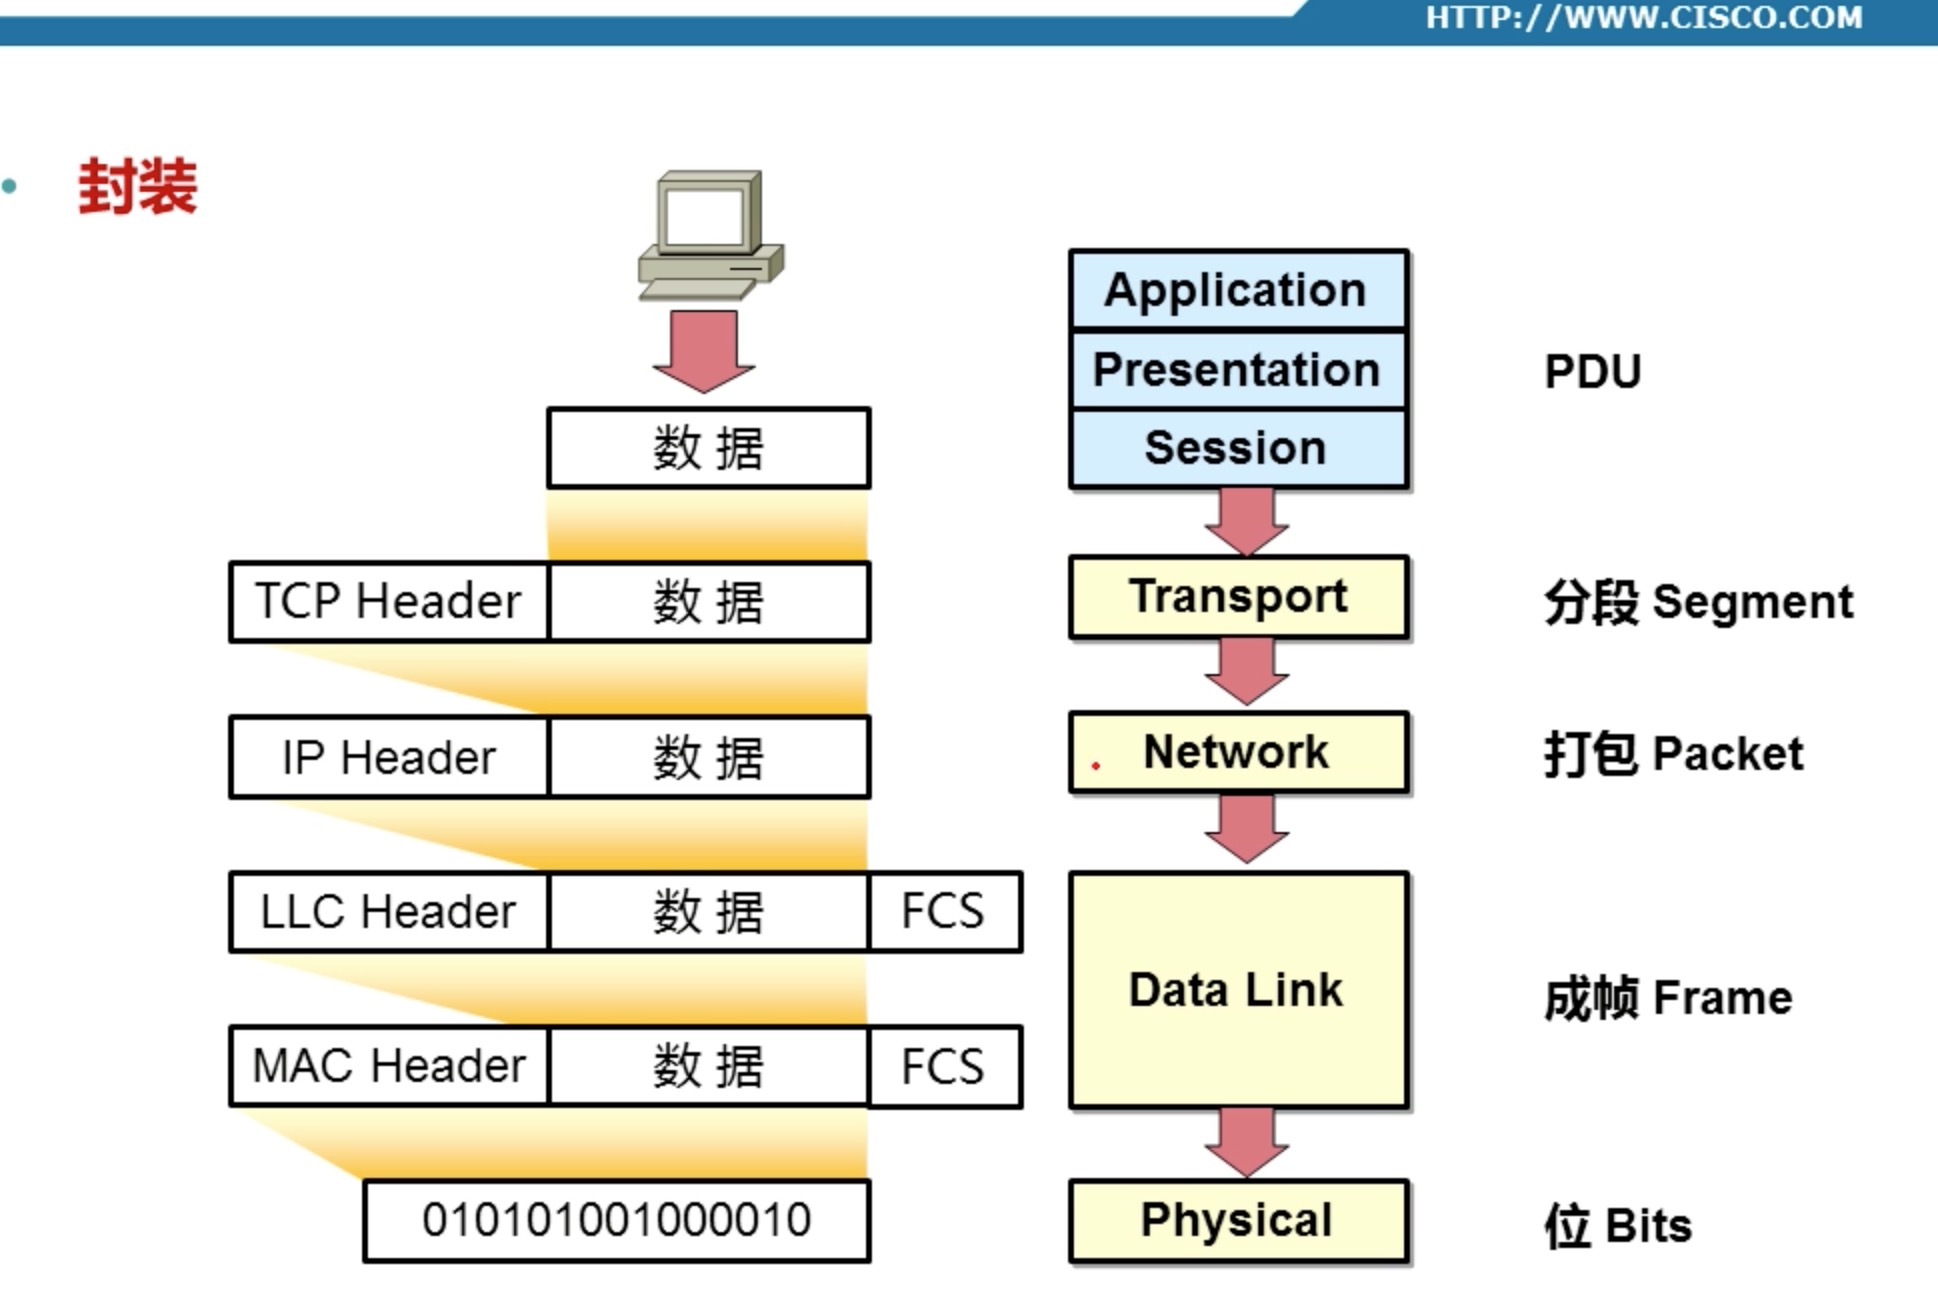 HTTP://WWW.CISCO.COM
• 封装
Application
Presentation
PDU
数 据
Session
TCP Header
数 据
Transport
分段 Segment
IP Header
数 据
Network
打包 Packet
LLC Header
数 据
FCS
Data Link
成帧 Frame
MAC Header
数 据
FCS
010101001000010
Physical
位 Bits